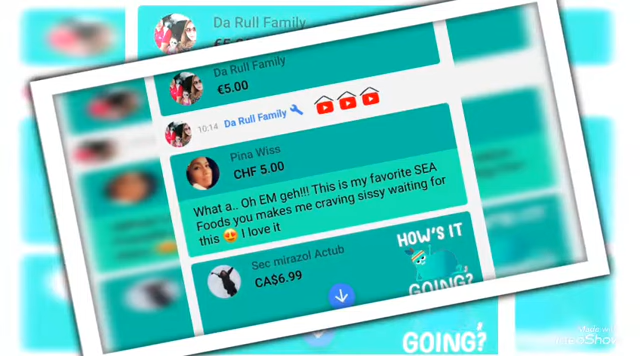 Da Rull Family
Da Rull Family
€5.00
10:14 Da Rull Family
Pina Wiss
CHF 5.00
What a.. Oh EM geh!!! This is my favorite SEA
Foods you makes me craving sissy waiting for
this 😍 I love it
Sec mirazol Actub
CA$6.99
HOW'S IT
GOING?
GOING?